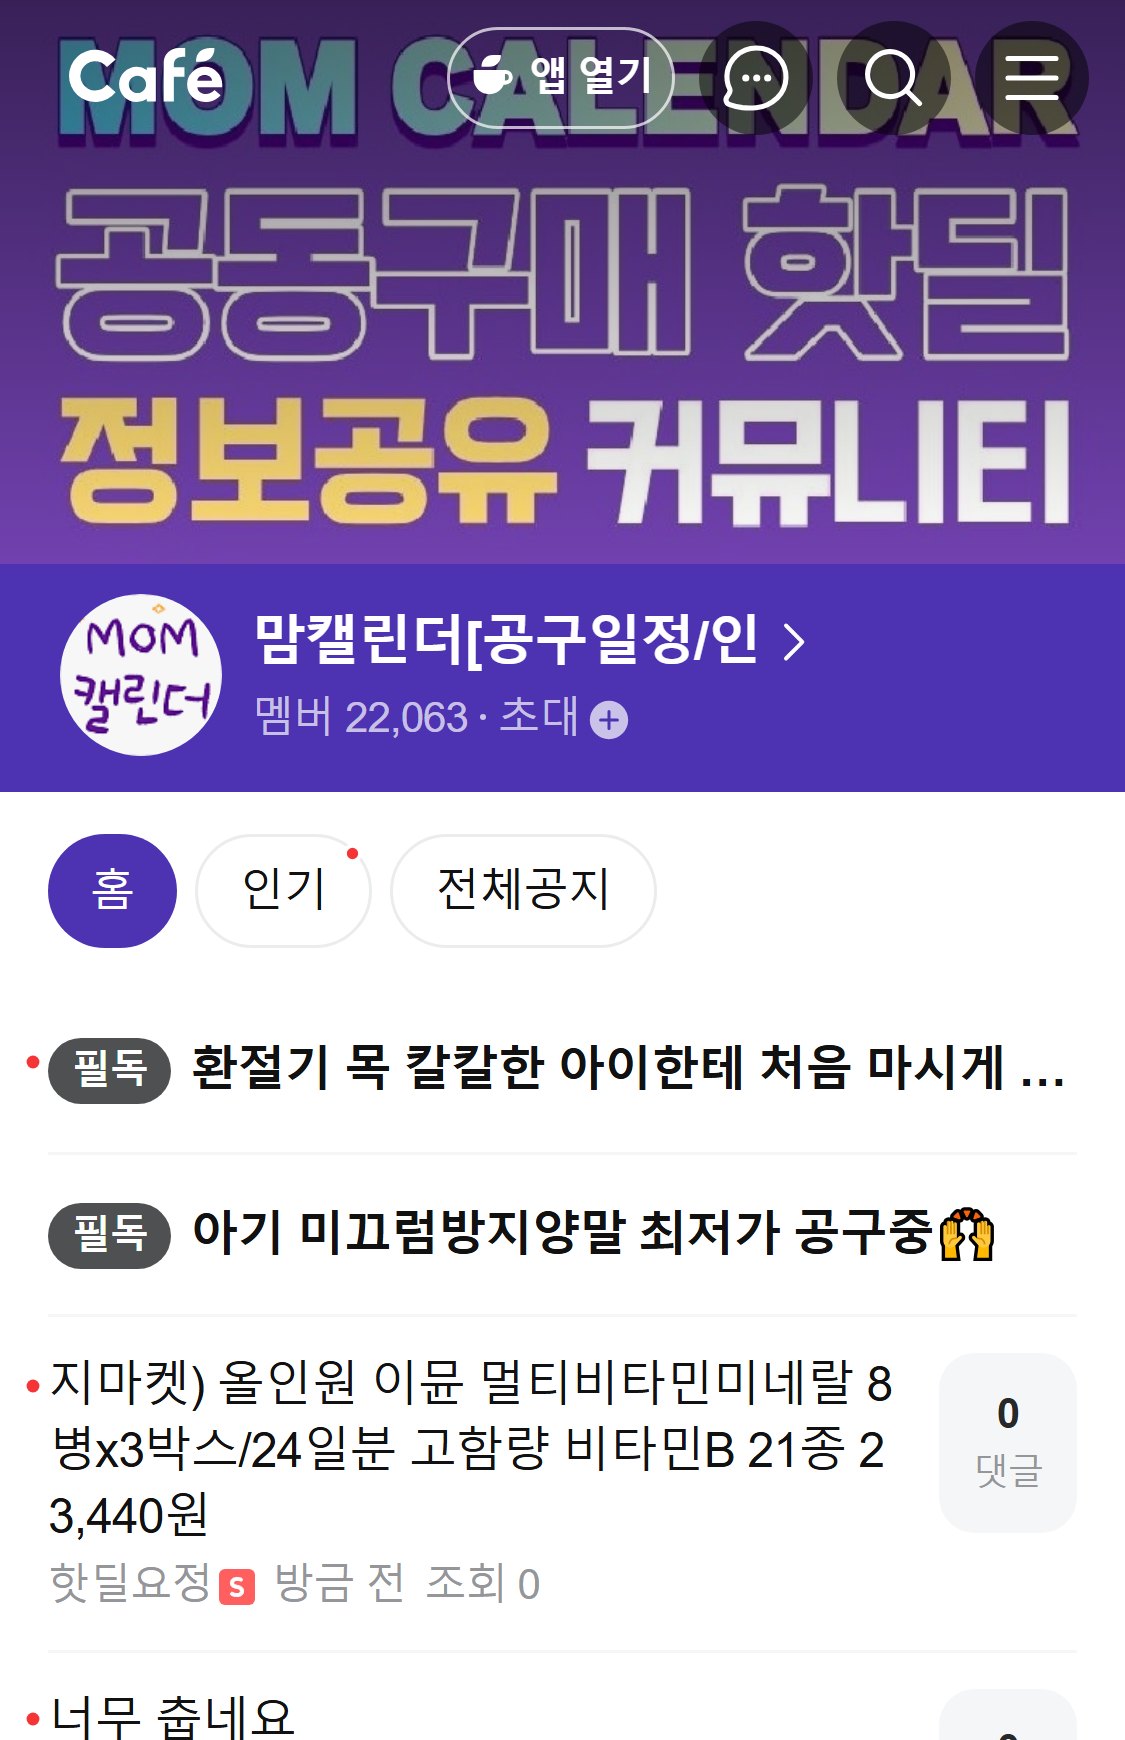 MOM CALENDAR
Café
앱 열기
공동구매 핫딜
정보공유 커뮤니티
MOM
캘린더
맘캘린더[공구일정/인
멤버 22,063 · 초대
홈
인기
전체공지
필독 환절기 목 칼칼한 아이한테 처음 마시게 ...
필독 아기 미끄럼방지양말 최저가 공구중🙌
지마켓) 올인원 이뮨 멀티비타민미네랄 8
병x3박스/24일분 고함량 비타민B 21종 2
3,440원
0
댓글
핫딜요정 S 방금 전 조회 0
너무 춥네요